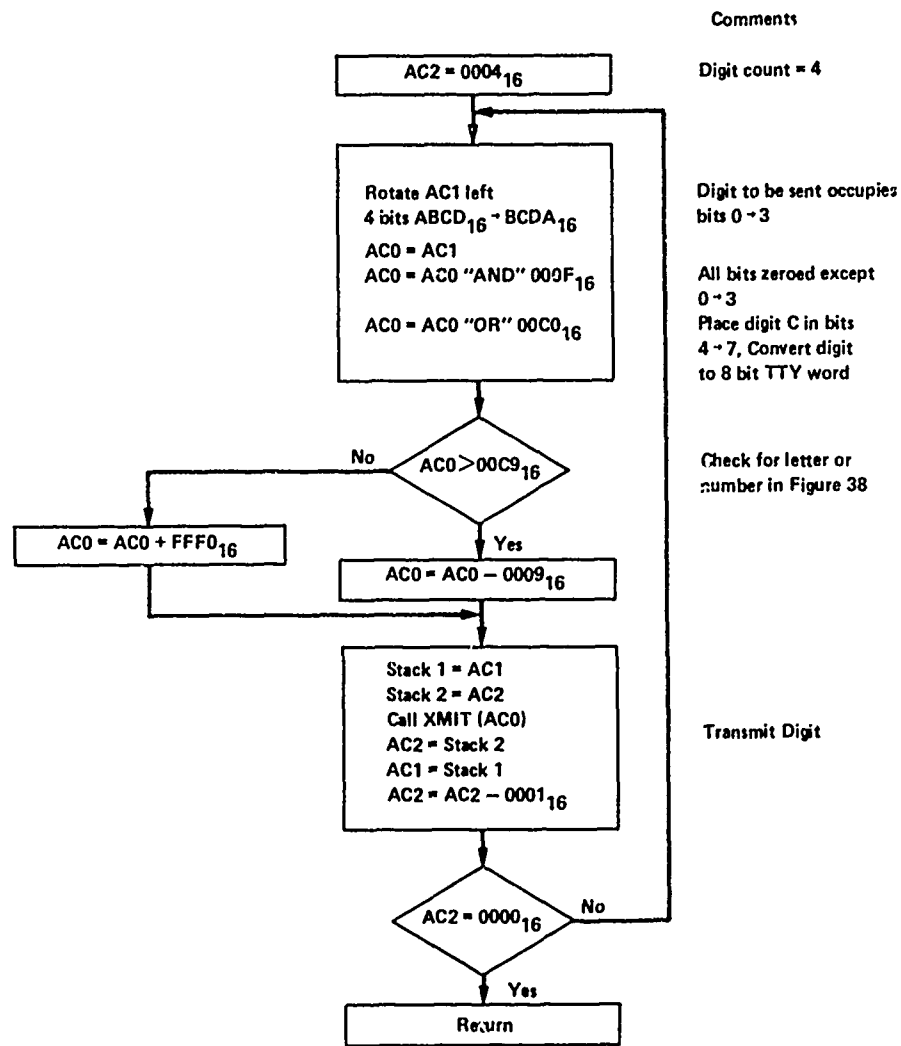 Comments
AC2 = 0004₁₆
Digit count = 4
Rotate AC1 left
4 bits ABCD₁₆ → BCDA₁₆
AC0 = AC1
AC0 = AC0 "AND" 000F₁₆
AC0 = AC0 "OR" 00C0₁₆
Digit to be sent occupies
bits 0 → 3
All bits zeroed except
0 → 3
Place digit C in bits
4 → 7, Convert digit
to 8 bit TTY word
No
AC0 > 00C9₁₆
Check for letter or
number in Figure 38
Yes
AC0 = AC0 + FFF0₁₆
AC0 = AC0 – 0009₁₆
Stack 1 = AC1
Stack 2 = AC2
Call XMIT (AC0)
AC2 = Stack 2
AC1 = Stack 1
AC2 = AC2 – 0001₁₆
Transmit Digit
AC2 = 0000₁₆
No
Yes
Return